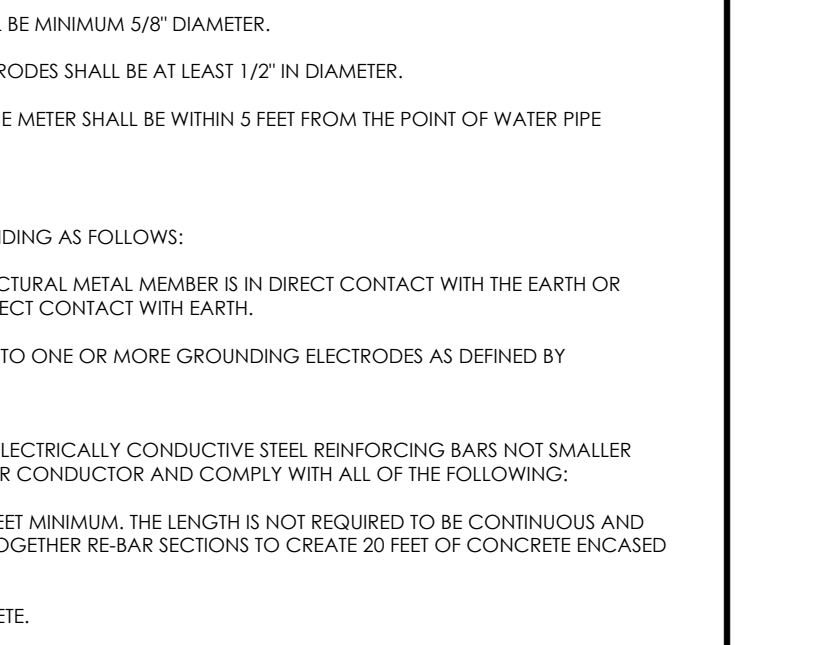 BE MINIMUM 5/8" DIAMETER.
RODES SHALL BE AT LEAST 1/2" IN DIAMETER.
E METER SHALL BE WITHIN 5 FEET FROM THE POINT OF WATER PIPE
DING AS FOLLOWS:
CTURAL METAL MEMBER IS IN DIRECT CONTACT WITH THE EARTH OR
ECT CONTACT WITH EARTH.
TO ONE OR MORE GROUNDING ELECTRODES AS DEFINED BY
LECTRICALLY CONDUCTIVE STEEL REINFORCING BARS NOT SMALLER
R CONDUCTOR AND COMPLY WITH ALL OF THE FOLLOWING:
EET MINIMUM. THE LENGTH IS NOT REQUIRED TO BE CONTINUOUS AND
OGETHER RE-BAR SECTIONS TO CREATE 20 FEET OF CONCRETE ENCASED
ETE.